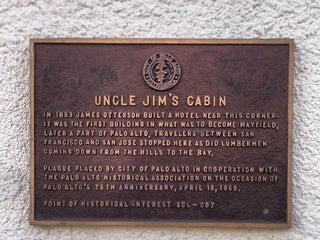 UNCLE JIM'S CABIN
IN 1853 JAMES OTTERSON BUILT A HOTEL NEAR THIS CORNER.
IT WAS THE FIRST BUILDING IN WHAT WAS TO BECOME MAYFIELD,
LATER A PART OF PALO ALTO, TRAVELERS BETWEEN
SAN FRANCISCO AND SAN JOSE STOPPED HERE AS DID LUMBERMEN
COMING DOWN FROM THE HILLS TO THE BAY.
PLAQUE PLACED BY CITY OF PALO ALTO IN COOPERATION WITH
THE PALO ALTO HISTORICAL ASSOCIATION ON THE OCCASION OF
PALO ALTO'S 75TH ANNIVERSARY, APRIL 16, 1969.
POINT OF HISTORICAL INTEREST SCL-007